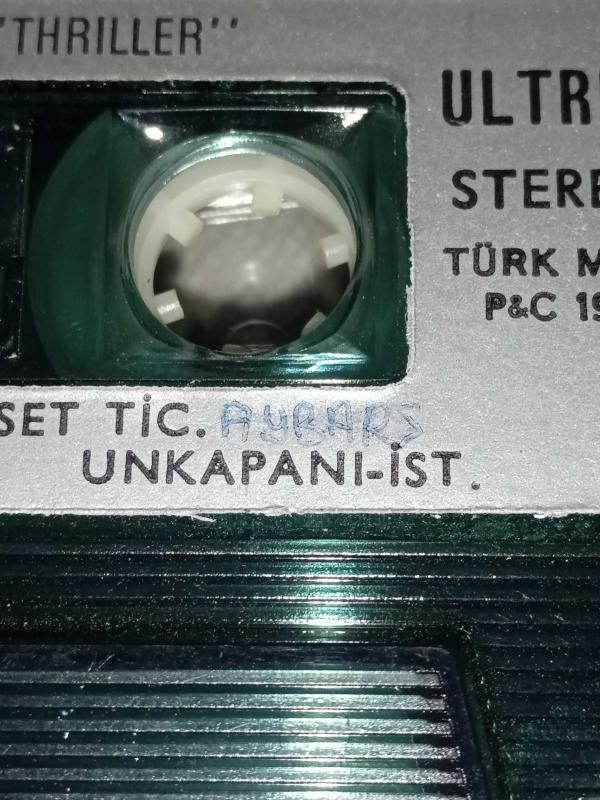 "THRILLER"
ULTR
STERE
TÜRK M
P&C 19
SET TİC. AYBARS
UNKAPANI-İST.